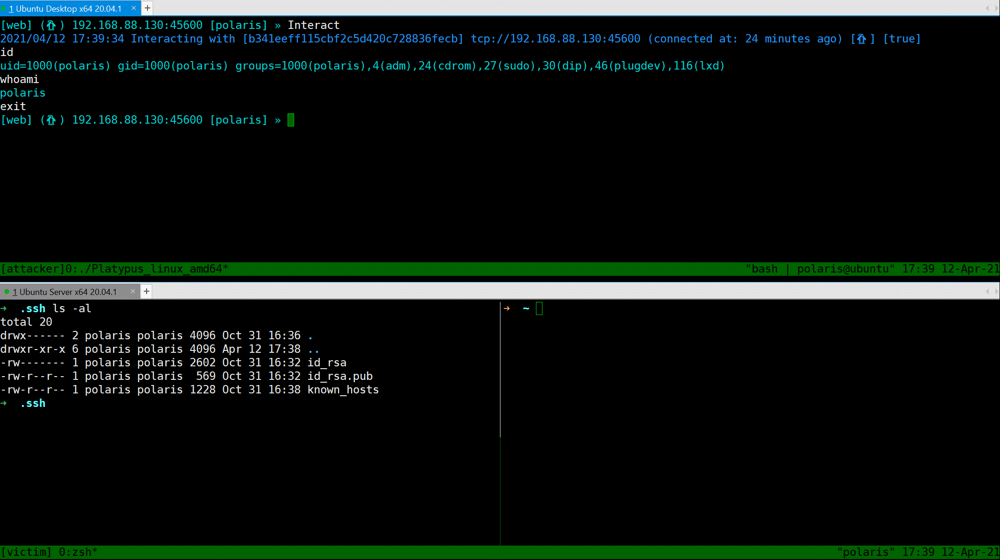 1 Ubuntu Desktop x64 20.04.1 × +
[web] (🐧) 192.168.88.130:45600 [polaris] » Interact
2021/04/12 17:39:34 Interacting with [b341eeff115cbf2c5d420c728836fecb] tcp://192.168.88.130:45600 (connected at: 24 minutes ago) [🐧] [true]
id
uid=1000(polaris) gid=1000(polaris) groups=1000(polaris),4(adm),24(cdrom),27(sudo),30(dip),46(plugdev),116(lxd)
whoami
polaris
exit
[web] (🐧) 192.168.88.130:45600 [polaris] »
[attacker]0:./Platypus_linux_amd64* "bash | polaris@ubuntu" 17:39 12-Apr-21
1 Ubuntu Server x64 20.04.1 × +
→ .ssh ls -al
total 20
drwx------ 2 polaris polaris 4096 Oct 31 16:36 .
drwxr-xr-x 6 polaris polaris 4096 Apr 12 17:38 ..
-rw------- 1 polaris polaris 2602 Oct 31 16:32 id_rsa
-rw-r--r-- 1 polaris polaris  569 Oct 31 16:32 id_rsa.pub
-rw-r--r-- 1 polaris polaris 1228 Oct 31 16:38 known_hosts
→ .ssh
→ ~
[victim] 0:zsh* "polaris" 17:39 12-Apr-21